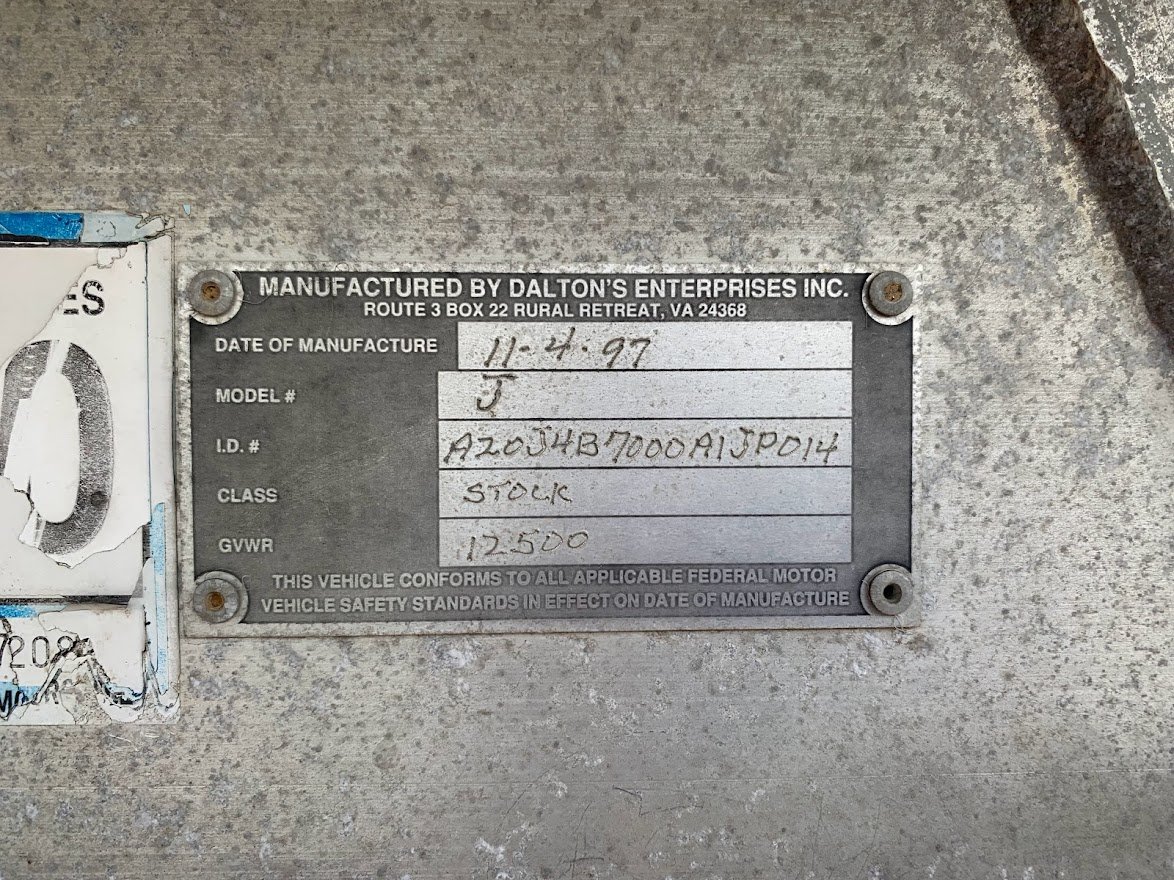 MANUFACTURED BY DALTON'S ENTERPRISES INC.
ROUTE 3 BOX 22 RURAL RETREAT, VA 24368
DATE OF MANUFACTURE 11-4-97
MODEL # J
I.D. # A20J4B7000A1JP014
CLASS STOCK
GVWR 12500
THIS VEHICLE CONFORMS TO ALL APPLICABLE FEDERAL MOTOR
VEHICLE SAFETY STANDARDS IN EFFECT ON DATE OF MANUFACTURE
ES
0